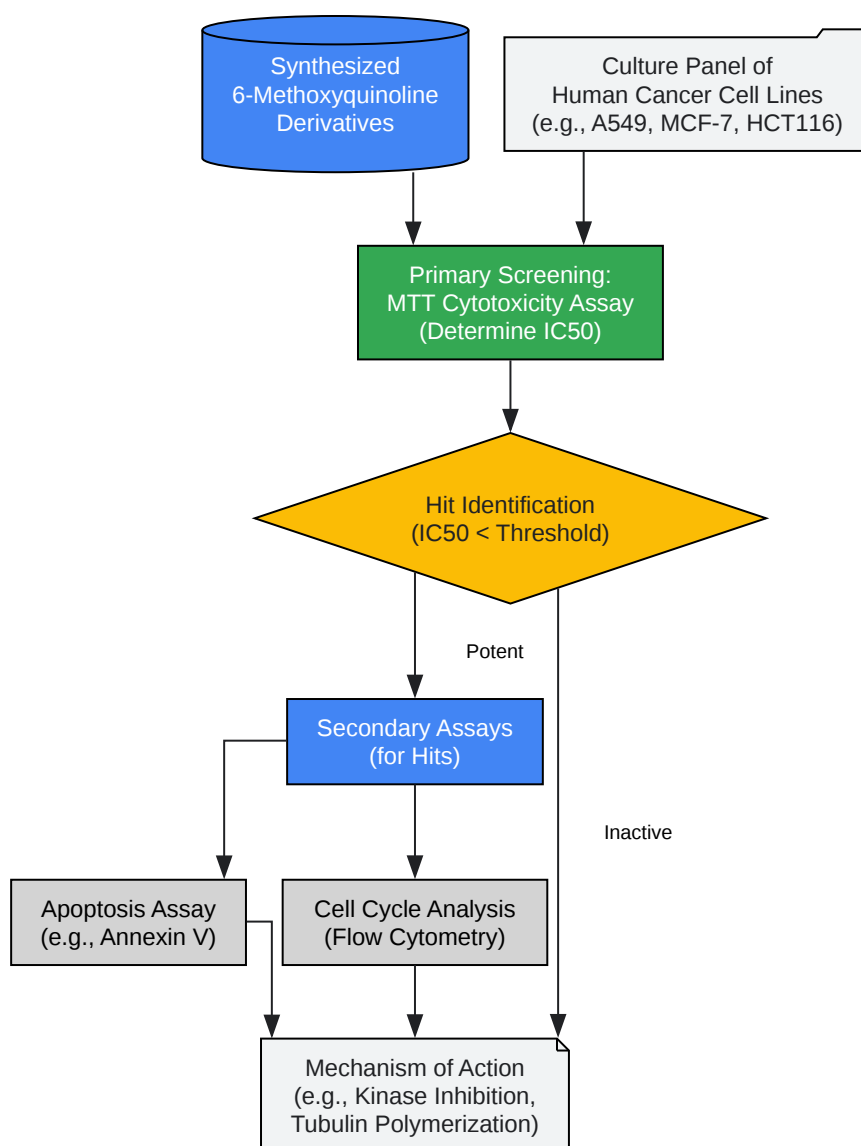 Synthesized
6-Methoxyquinoline
Derivatives
Culture Panel of
Human Cancer Cell Lines
(e.g., A549, MCF-7, HCT116)
Primary Screening:
MTT Cytotoxicity Assay
(Determine IC50)
Hit Identification
(IC50 < Threshold)
Potent
Secondary Assays
(for Hits)
Inactive
Apoptosis Assay
(e.g., Annexin V)
Cell Cycle Analysis
(Flow Cytometry)
Mechanism of Action
(e.g., Kinase Inhibition,
Tubulin Polymerization)